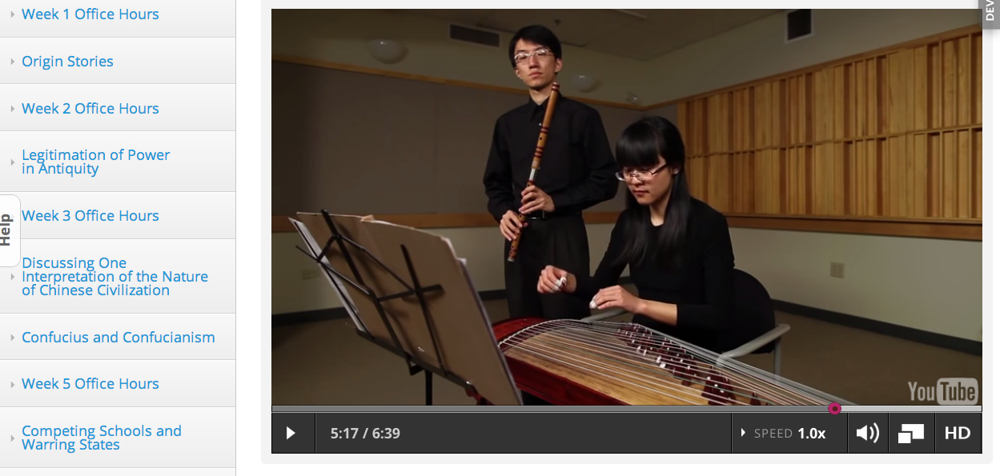 Week 1 Office Hours
Origin Stories
Week 2 Office Hours
Legitimation of Power
in Antiquity
Week 3 Office Hours
Help
Discussing One
Interpretation of the Nature
of Chinese Civilization
Confucius and Confucianism
Week 5 Office Hours
Competing Schools and
Warring States
DEV
YouTube
5:17 / 6:39
SPEED 1.0x
HD